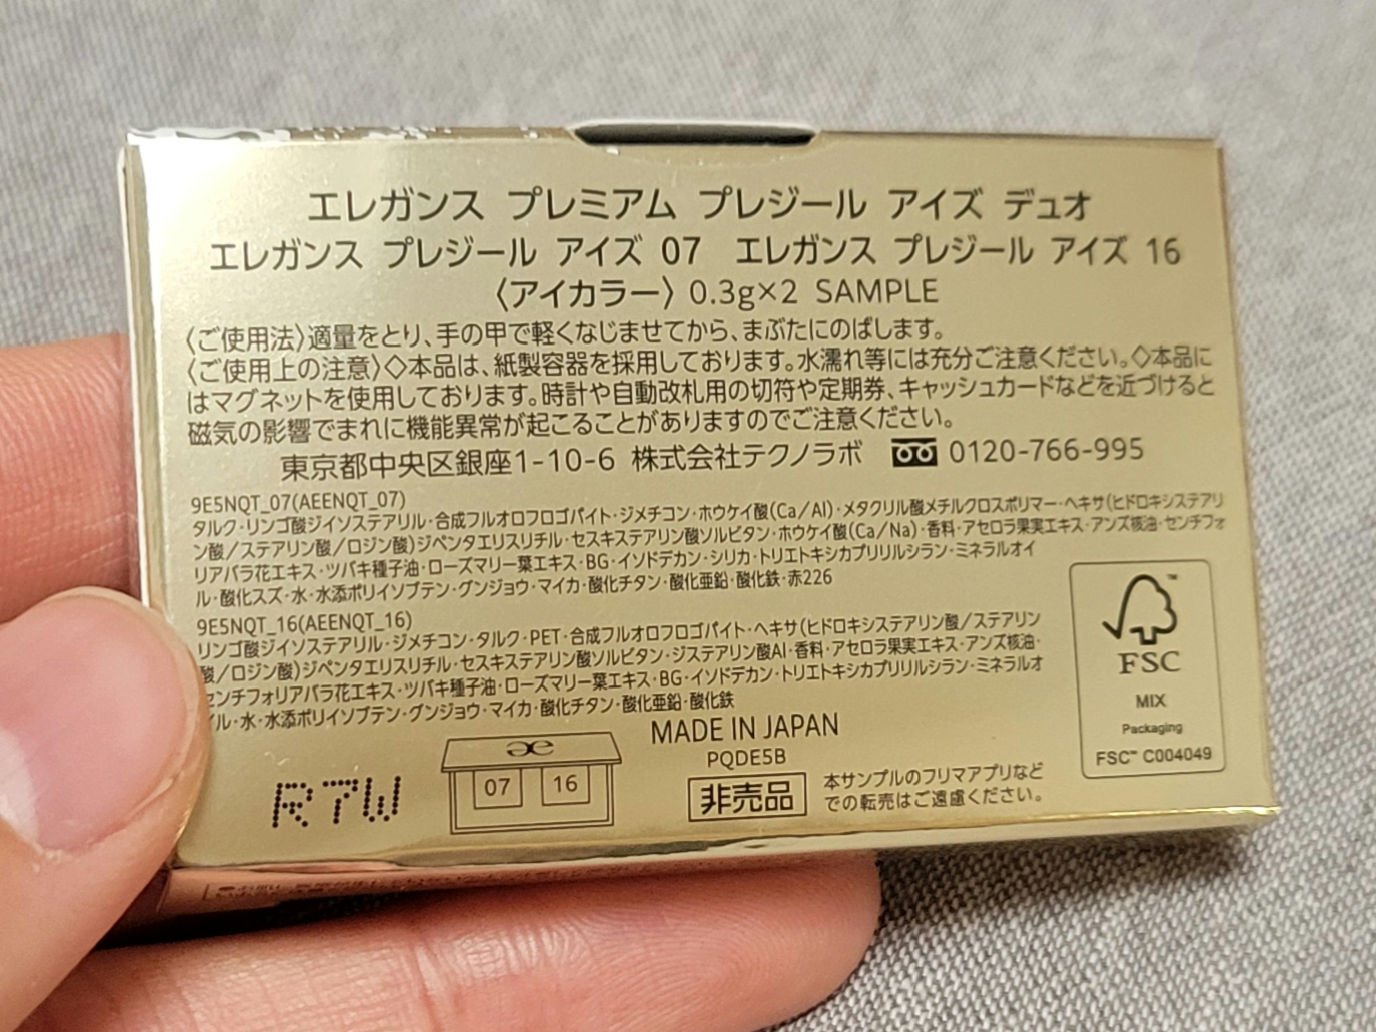 エレガンス プレミアム プレジール アイズ デュオ
エレガンス プレジール アイズ 07 エレガンス プレジール アイズ 16
〈アイカラー〉 0.3g×2 SAMPLE
〈ご使用法〉適量をとり、手の甲で軽くなじませてから、まぶたにのばします。
〈ご使用上の注意〉◇本品は、紙製容器を採用しております。水濡れ等には充分ご注意ください。◇本品に
はマグネットを使用しております。時計や自動改札用の切符や定期券、キャッシュカードなどを近づけると
磁気の影響でまれに機能異常が起こることがありますのでご注意ください。
東京都中央区銀座1-10-6 株式会社テクノラボ 0120-766-995
9E5NQT_07(AEENQT_07)
タルク・リンゴ酸ジイソステアリル・合成フルオロフロゴパイト・ジメチコン・ホウケイ酸(Ca/Al)・メタクリル酸メチルクロスポリマー・ヘキサ(ヒドロキシステアリ
ン酸/ステアリン酸/ロジン酸)ジペンタエリスリチル・セスキステアリン酸ソルビタン・ホウケイ酸(Ca/Na)・香料・アセロラ果実エキス・アンズ核油・センチフォ
リアバラ花エキス・ツバキ種子油・ローズマリー葉エキス・BG・イソドデカン・シリカ・トリエトキシカプリリルシラン・ミネラルオイ
ル・酸化スズ・水・水添ポリイソブテン・グンジョウ・マイカ・酸化チタン・酸化亜鉛・酸化鉄・赤226
9E5NQT_16(AEENQT_16)
リンゴ酸ジイソステアリル・ジメチコン・タルク・PET・合成フルオロフロゴパイト・ヘキサ(ヒドロキシステアリン酸/ステアリン
酸/ロジン酸)ジペンタエリスリチル・セスキステアリン酸ソルビタン・ジステアリン酸Al・香料・アセロラ果実エキス・アンズ核油・
センチフォリアバラ花エキス・ツバキ種子油・ローズマリー葉エキス・BG・イソドデカン・トリエトキシカプリリルシラン・ミネラルオ
イル・水・水添ポリイソブテン・グンジョウ・マイカ・酸化チタン・酸化亜鉛・酸化鉄
MADE IN JAPAN
PQDE5B
R7W
æ
07 16
非売品
本サンプルのフリマアプリなど
での転売はご遠慮ください。
FSC™
MIX
Packaging
FSC™ C004049